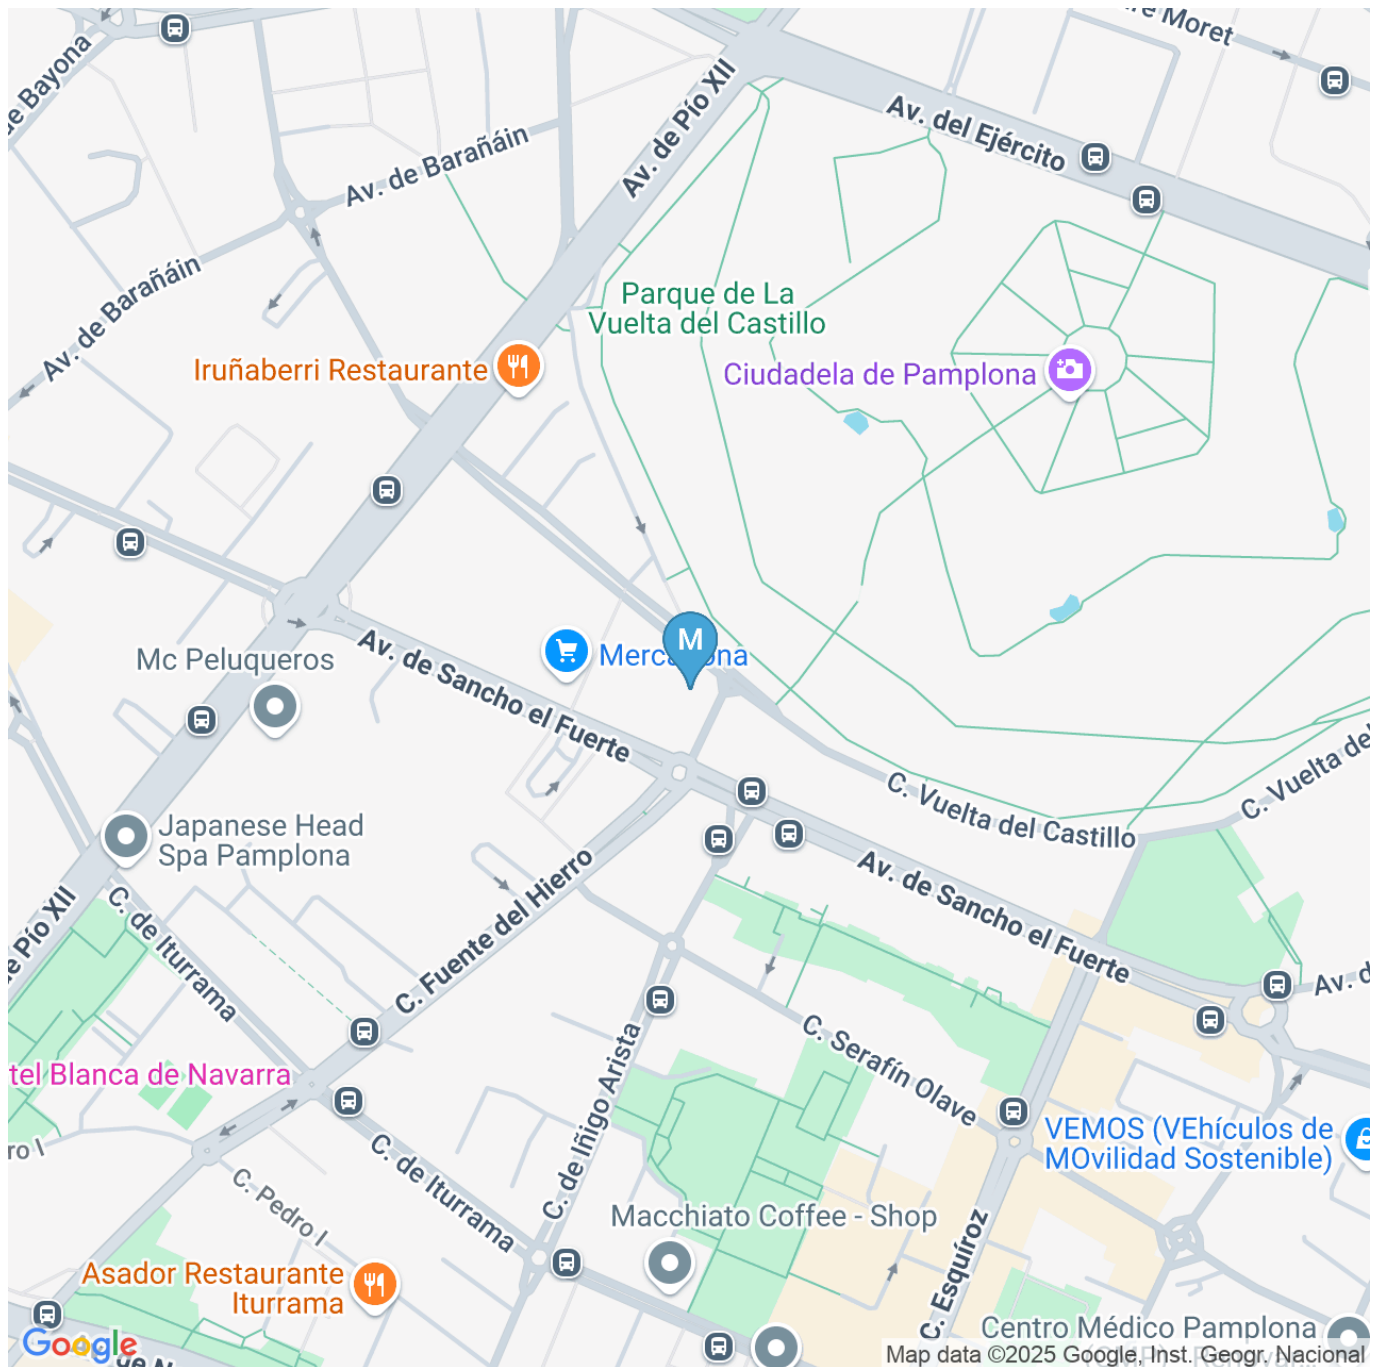 de Bayona
Moret
Av. de Pío XII
Av. del Ejército
Av. de Barañáin
Av. de Barañáin
Parque de La
Vuelta del Castillo
Iruñaberri Restaurante
Ciudadela de Pamplona
M
Mc Peluqueros
Av. de Sancho el Fuerte
C. Vuelta del Castillo
C. Vuelta del
Japanese Head
Spa Pamplona
Av. de Sancho el Fuerte
C. Fuente del Hierro
C. de Iturrama
Pío XII
Av. d
C. Serafín Olave
C. de Iñigo Arista
tel Blanca de Navarra
VEMOS (VEhículos de
MOvilidad Sostenible)
ro I
C. de Iturrama
C. Pedro I
Macchiato Coffee - Shop
Asador Restaurante
Iturrama
C. Esquíroz
Centro Médico Pamplona
Google
Map data ©2025 Google, Inst. Geogr. Nacional